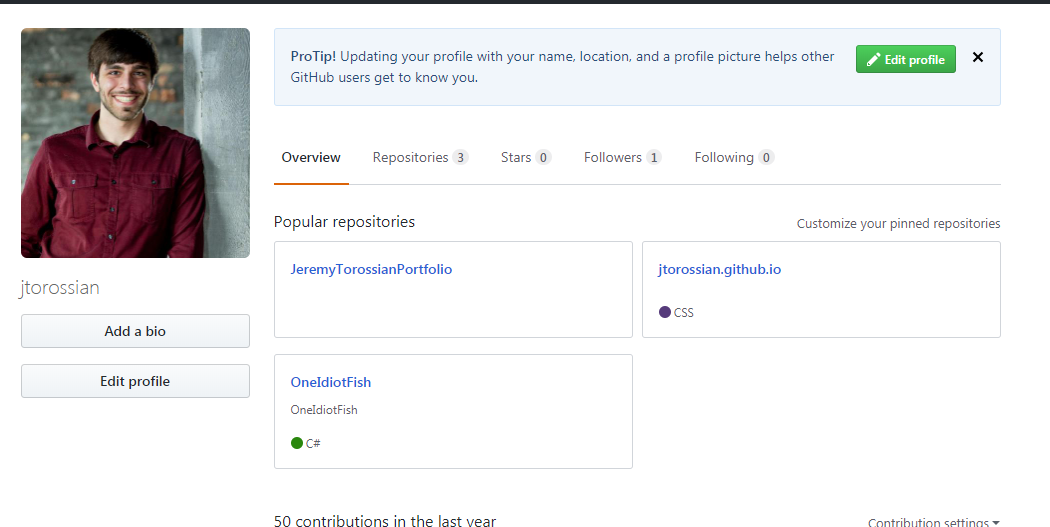 ProTip! Updating your profile with your name, location, and a profile picture helps other
GitHub users get to know you.
Edit profile
Overview Repositories 3 Stars 0 Followers 1 Following 0
Popular repositories
Customize your pinned repositories
JeremyTorossianPortfolio
jtorossian.github.io
CSS
jtorossian
Add a bio
Edit profile
OneIdiotFish
OneIdiotFish
C#
50 contributions in the last year
Contribution settings